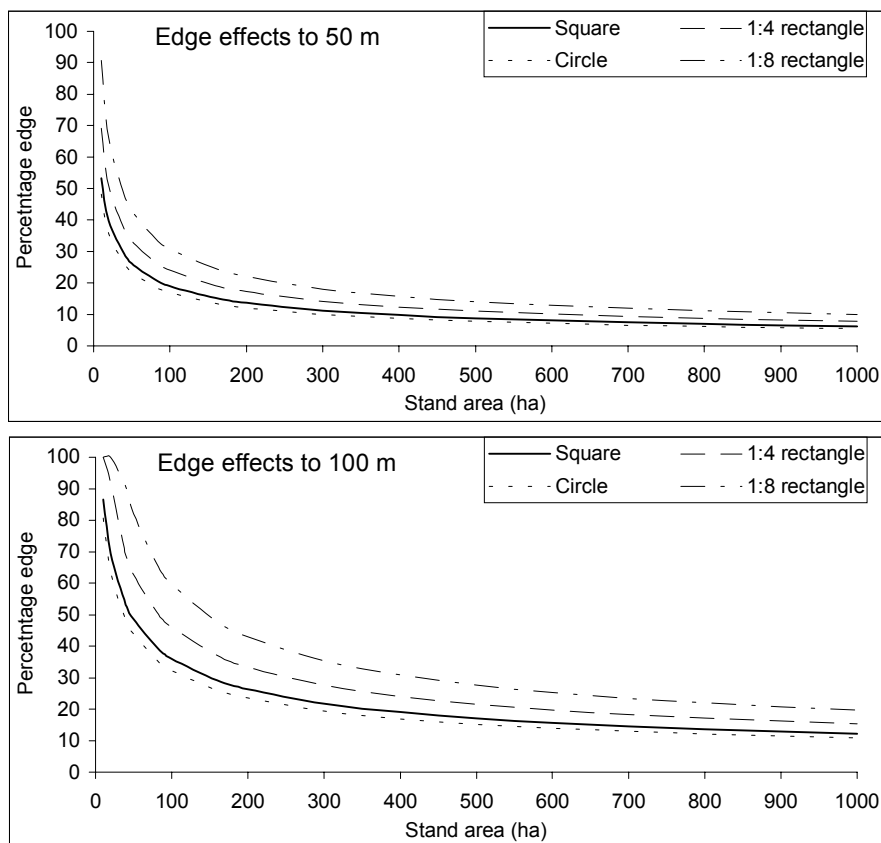 Edge effects to 50 m
Square
1:4 rectangle
Circle
1:8 rectangle
Percetntage edge
100
90
80
70
60
50
40
30
20
10
0
0 100 200 300 400 500 600 700 800 900 1000
Stand area (ha)
Edge effects to 100 m
Square
1:4 rectangle
Circle
1:8 rectangle
Percetntage edge
100
90
80
70
60
50
40
30
20
10
0
0 100 200 300 400 500 600 700 800 900 1000
Stand area (ha)